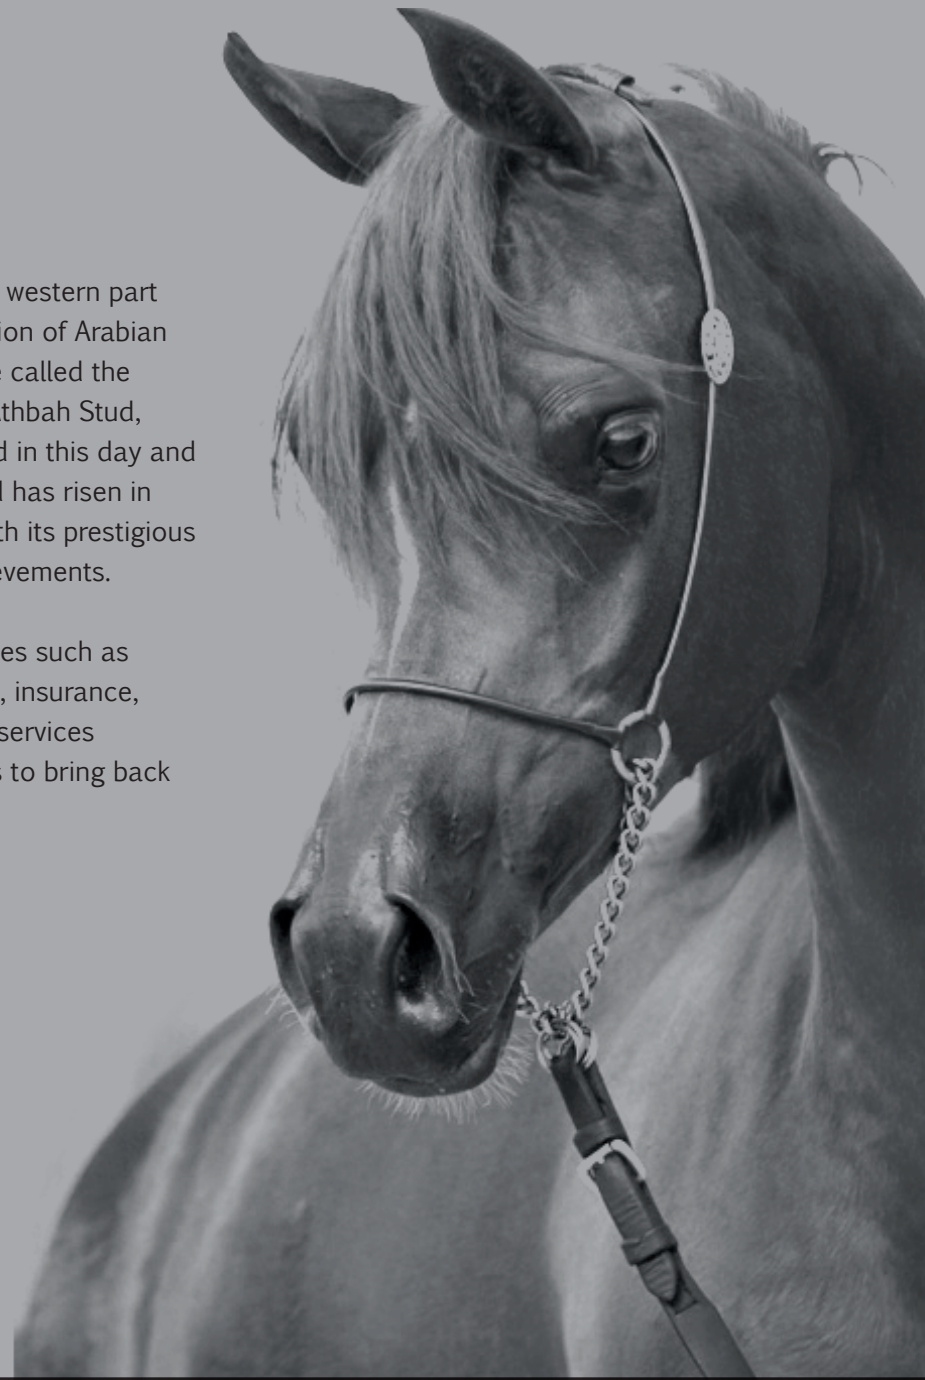 western part
ion of Arabian
called the
thbah Stud,
d in this day and
has risen in
th its prestigious
evements.
es such as
, insurance,
services
s to bring back